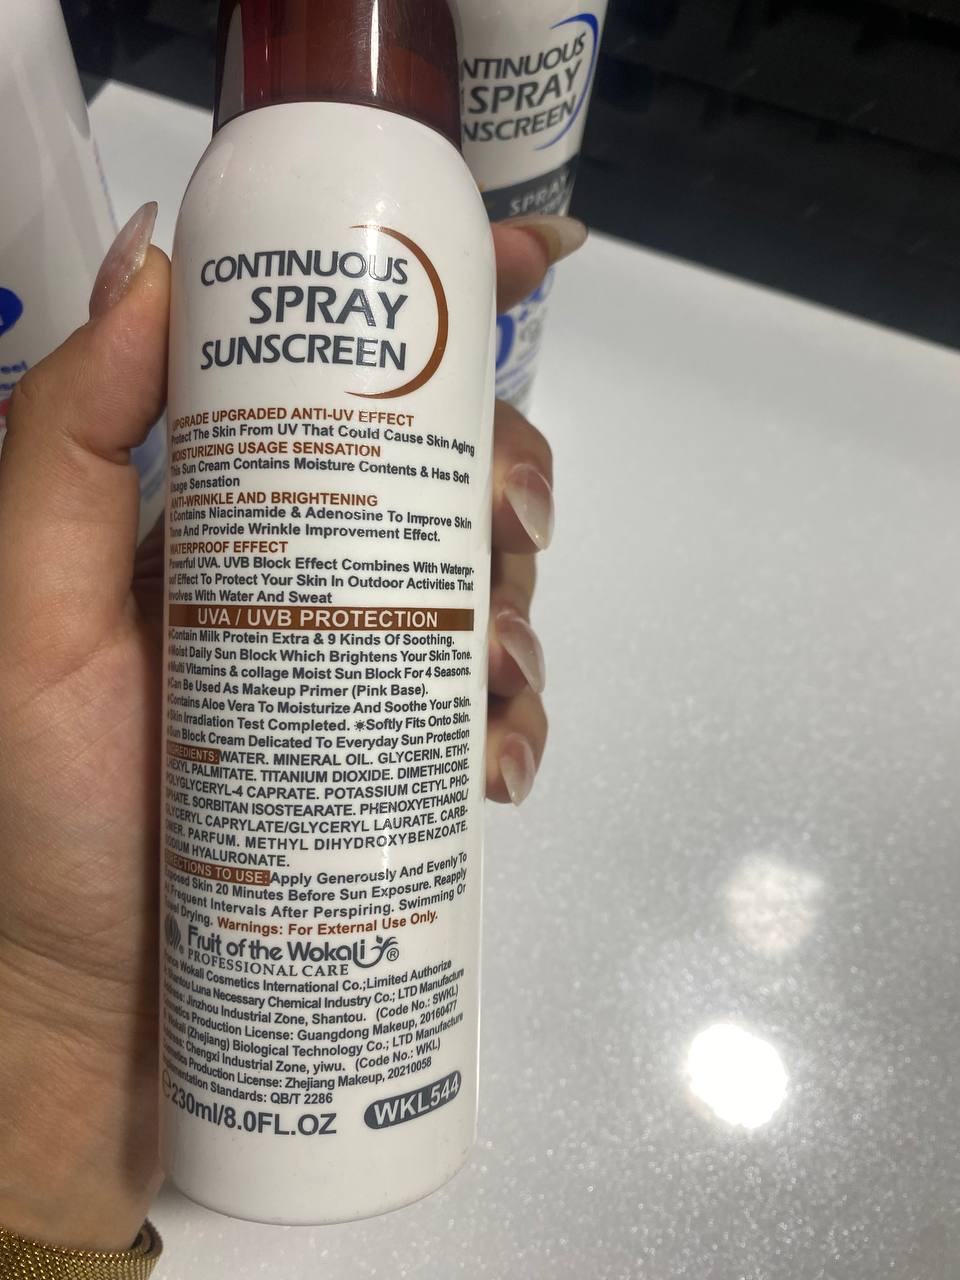 CONTINUOUS
SPRAY
SUNSCREEN
UPGRADE UPGRADED ANTI-UV EFFECT
Protect The Skin From UV That Could Cause Skin Aging
MOISTURIZING USAGE SENSATION
This Sun Cream Contains Moisture Contents & Has Soft
Usage Sensation
ANTI-WRINKLE AND BRIGHTENING
It Contains Niacinamide & Adenosine To Improve Skin
Tone And Provide Wrinkle Improvement Effect.
WATERPROOF EFFECT
Powerful UVA. UVB Block Effect Combines With Waterpr-
oof Effect To Protect Your Skin In Outdoor Activities That
Involves With Water And Sweat
UVA / UVB PROTECTION
Contain Milk Protein Extra & 9 Kinds Of Soothing.
Moist Daily Sun Block Which Brightens Your Skin Tone.
Multi Vitamins & collage Moist Sun Block For 4 Seasons.
Can Be Used As Makeup Primer (Pink Base).
Contains Aloe Vera To Moisturize And Soothe Your Skin.
Skin Irradiation Test Completed. ☀Softly Fits Onto Skin.
Sun Block Cream Delicated To Everyday Sun Protection
INGREDIENTS: WATER. MINERAL OIL. GLYCERIN. ETHY-
LHEXYL PALMITATE. TITANIUM DIOXIDE. DIMETHICONE.
POLYGLYCERYL-4 CAPRATE. POTASSIUM CETYL PHO-
SPHATE. SORBITAN ISOSTEARATE. PHENOXYETHANOL/
GLYCERYL CAPRYLATE/GLYCERYL LAURATE. CARB-
OMER. PARFUM. METHYL DIHYDROXYBENZOATE.
SODIUM HYALURONATE.
DIRECTIONS TO USE: Apply Generously And Evenly To
Exposed Skin 20 Minutes Before Sun Exposure. Reapply
At Frequent Intervals After Perspiring. Swimming Or
Towel Drying. Warnings: For External Use Only.
Fruit of the Wokali ®
PROFESSIONAL CARE
Wokali Cosmetics International Co.;Limited Authorize
Shantou Luna Necessary Chemical Industry Co.; LTD Manufacture
Address: Jinzhou Industrial Zone, Shantou. (Code No.: SWKL)
Cosmetics Production License: Guangdong Makeup, 20160477
Wokali (Zhejiang) Biological Technology Co.; LTD Manufacture
Address: Chengxi Industrial Zone, yiwu. (Code No.: WKL)
Cosmetics Production License: Zhejiang Makeup, 20210058
Implementation Standards: QB/T 2286
℮230ml/8.0FL.OZ
WKL544
NTINUOUS
SPRAY
NSCREEN
SPRAY